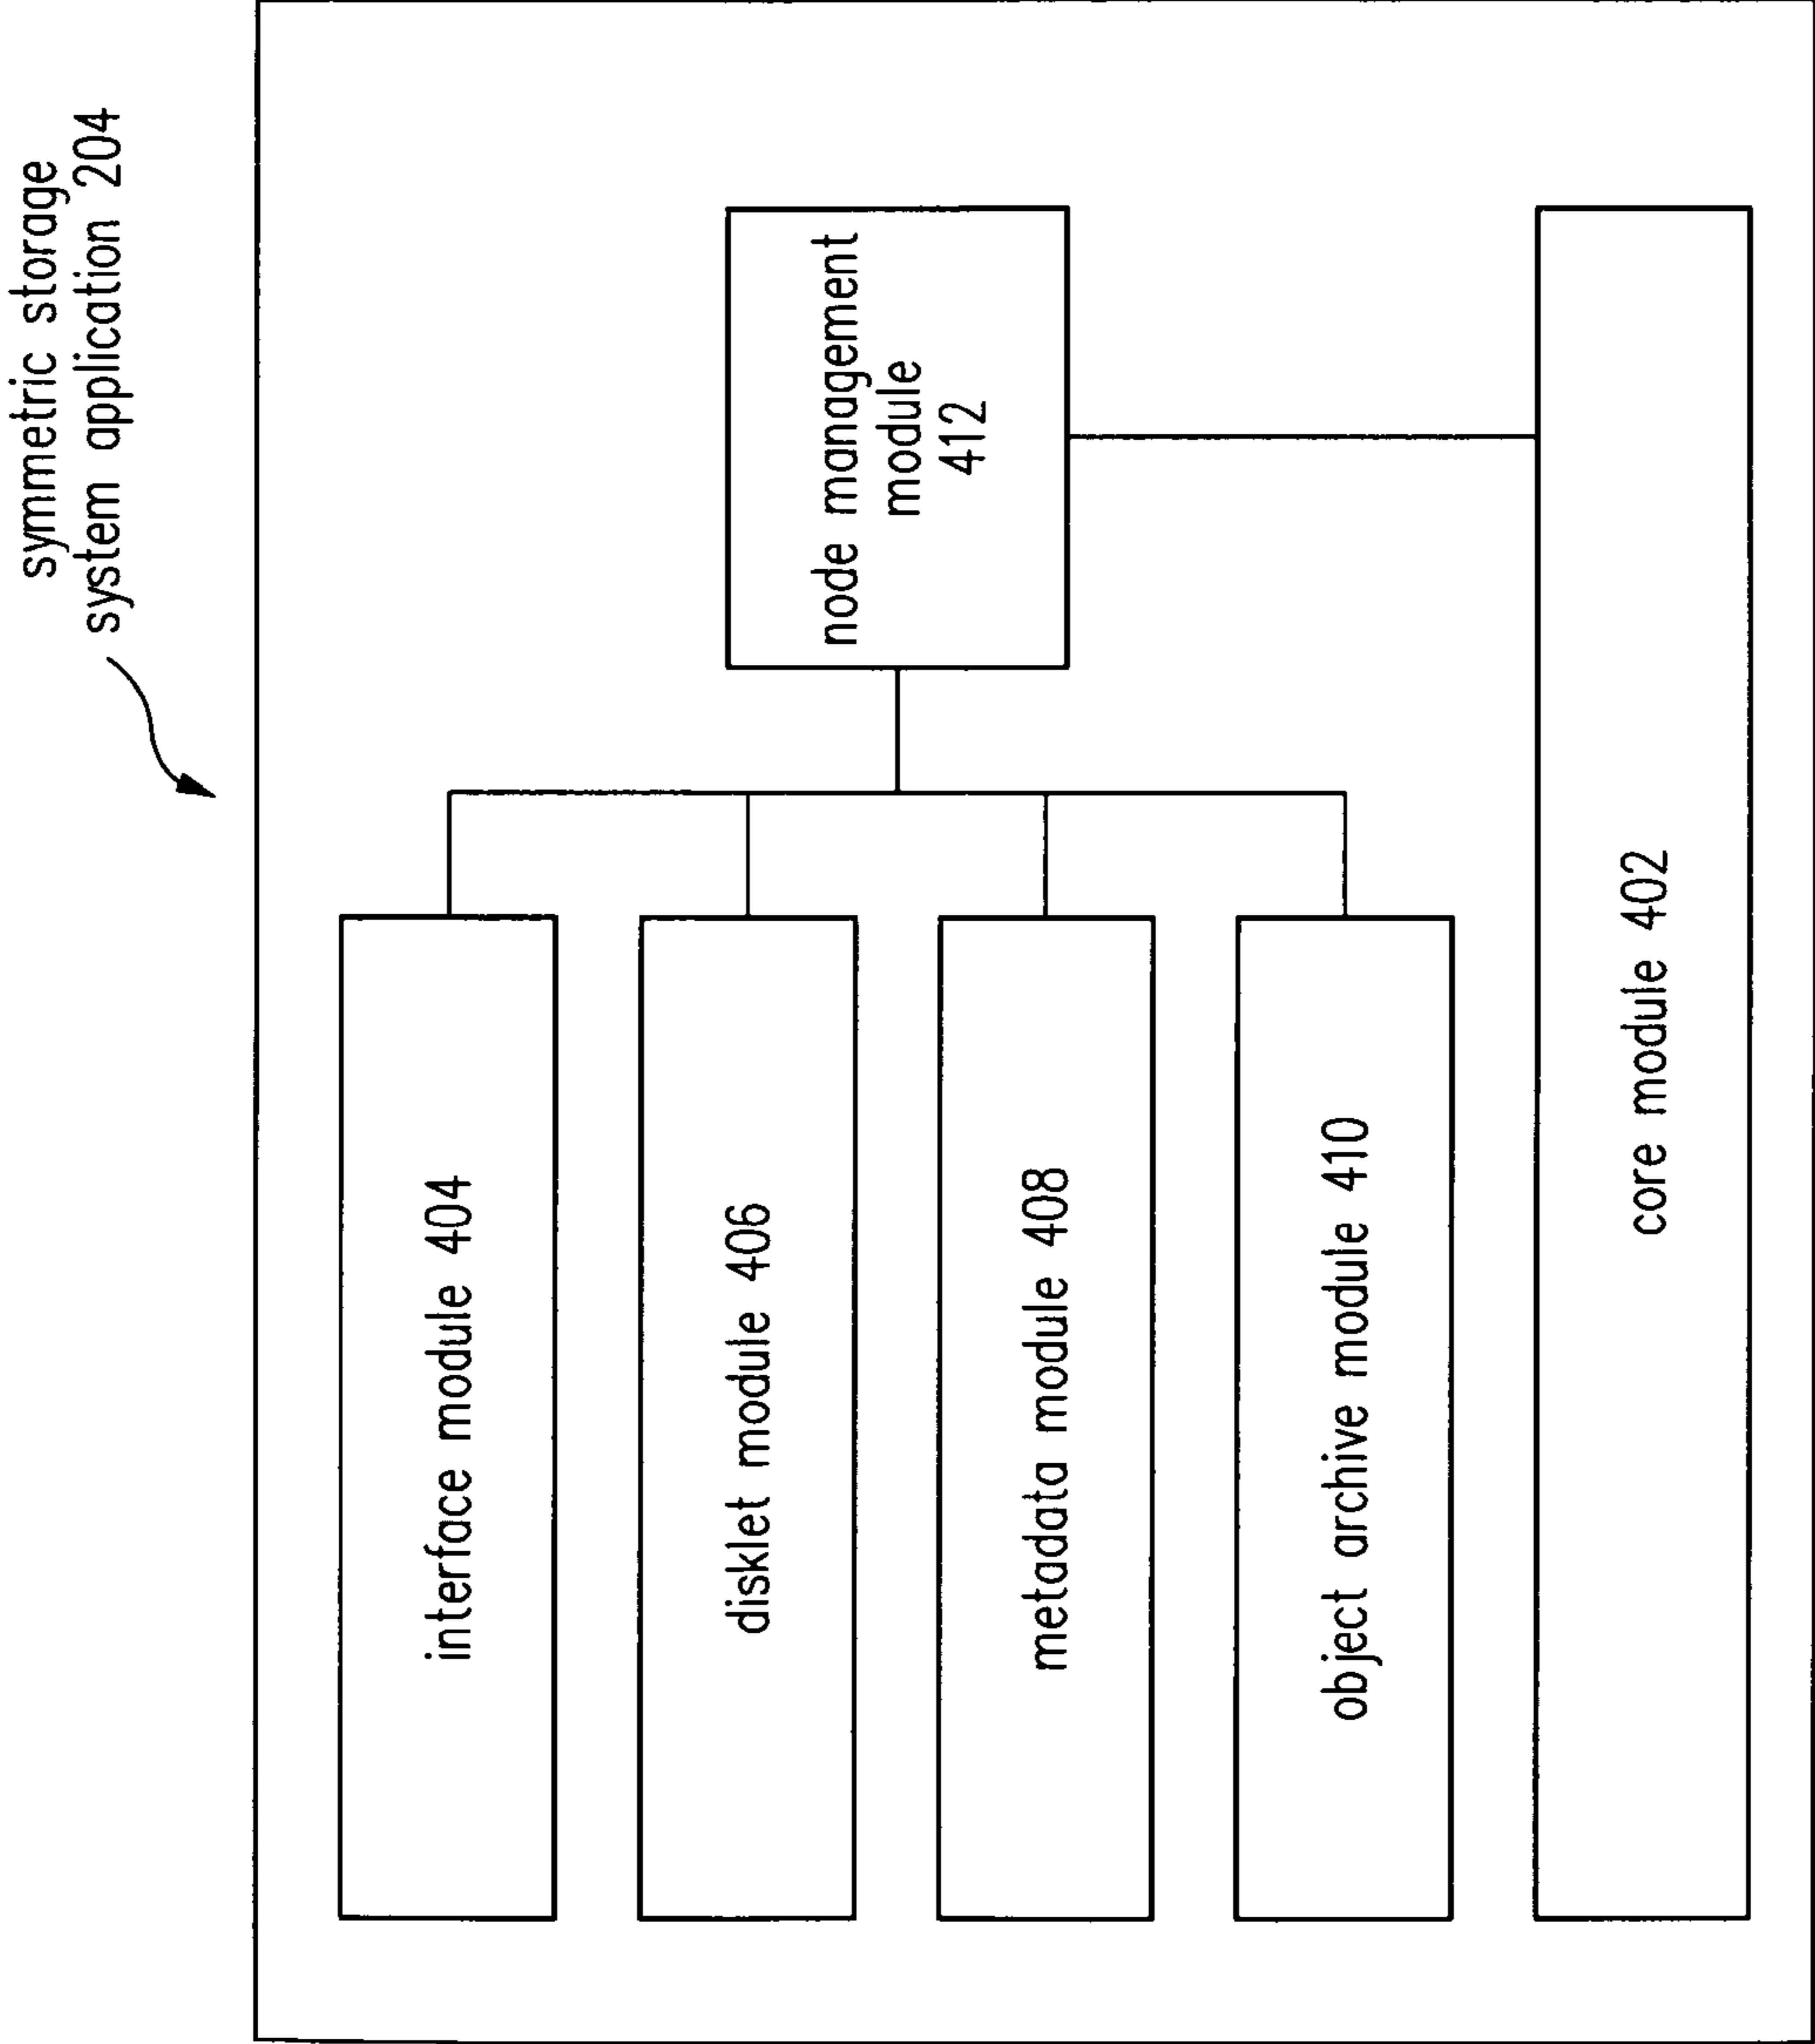 symmetric storage
system application 204
interface module 404
disklet module 406
metadata module 408
object archive module 410
node management
module
412
core module 402